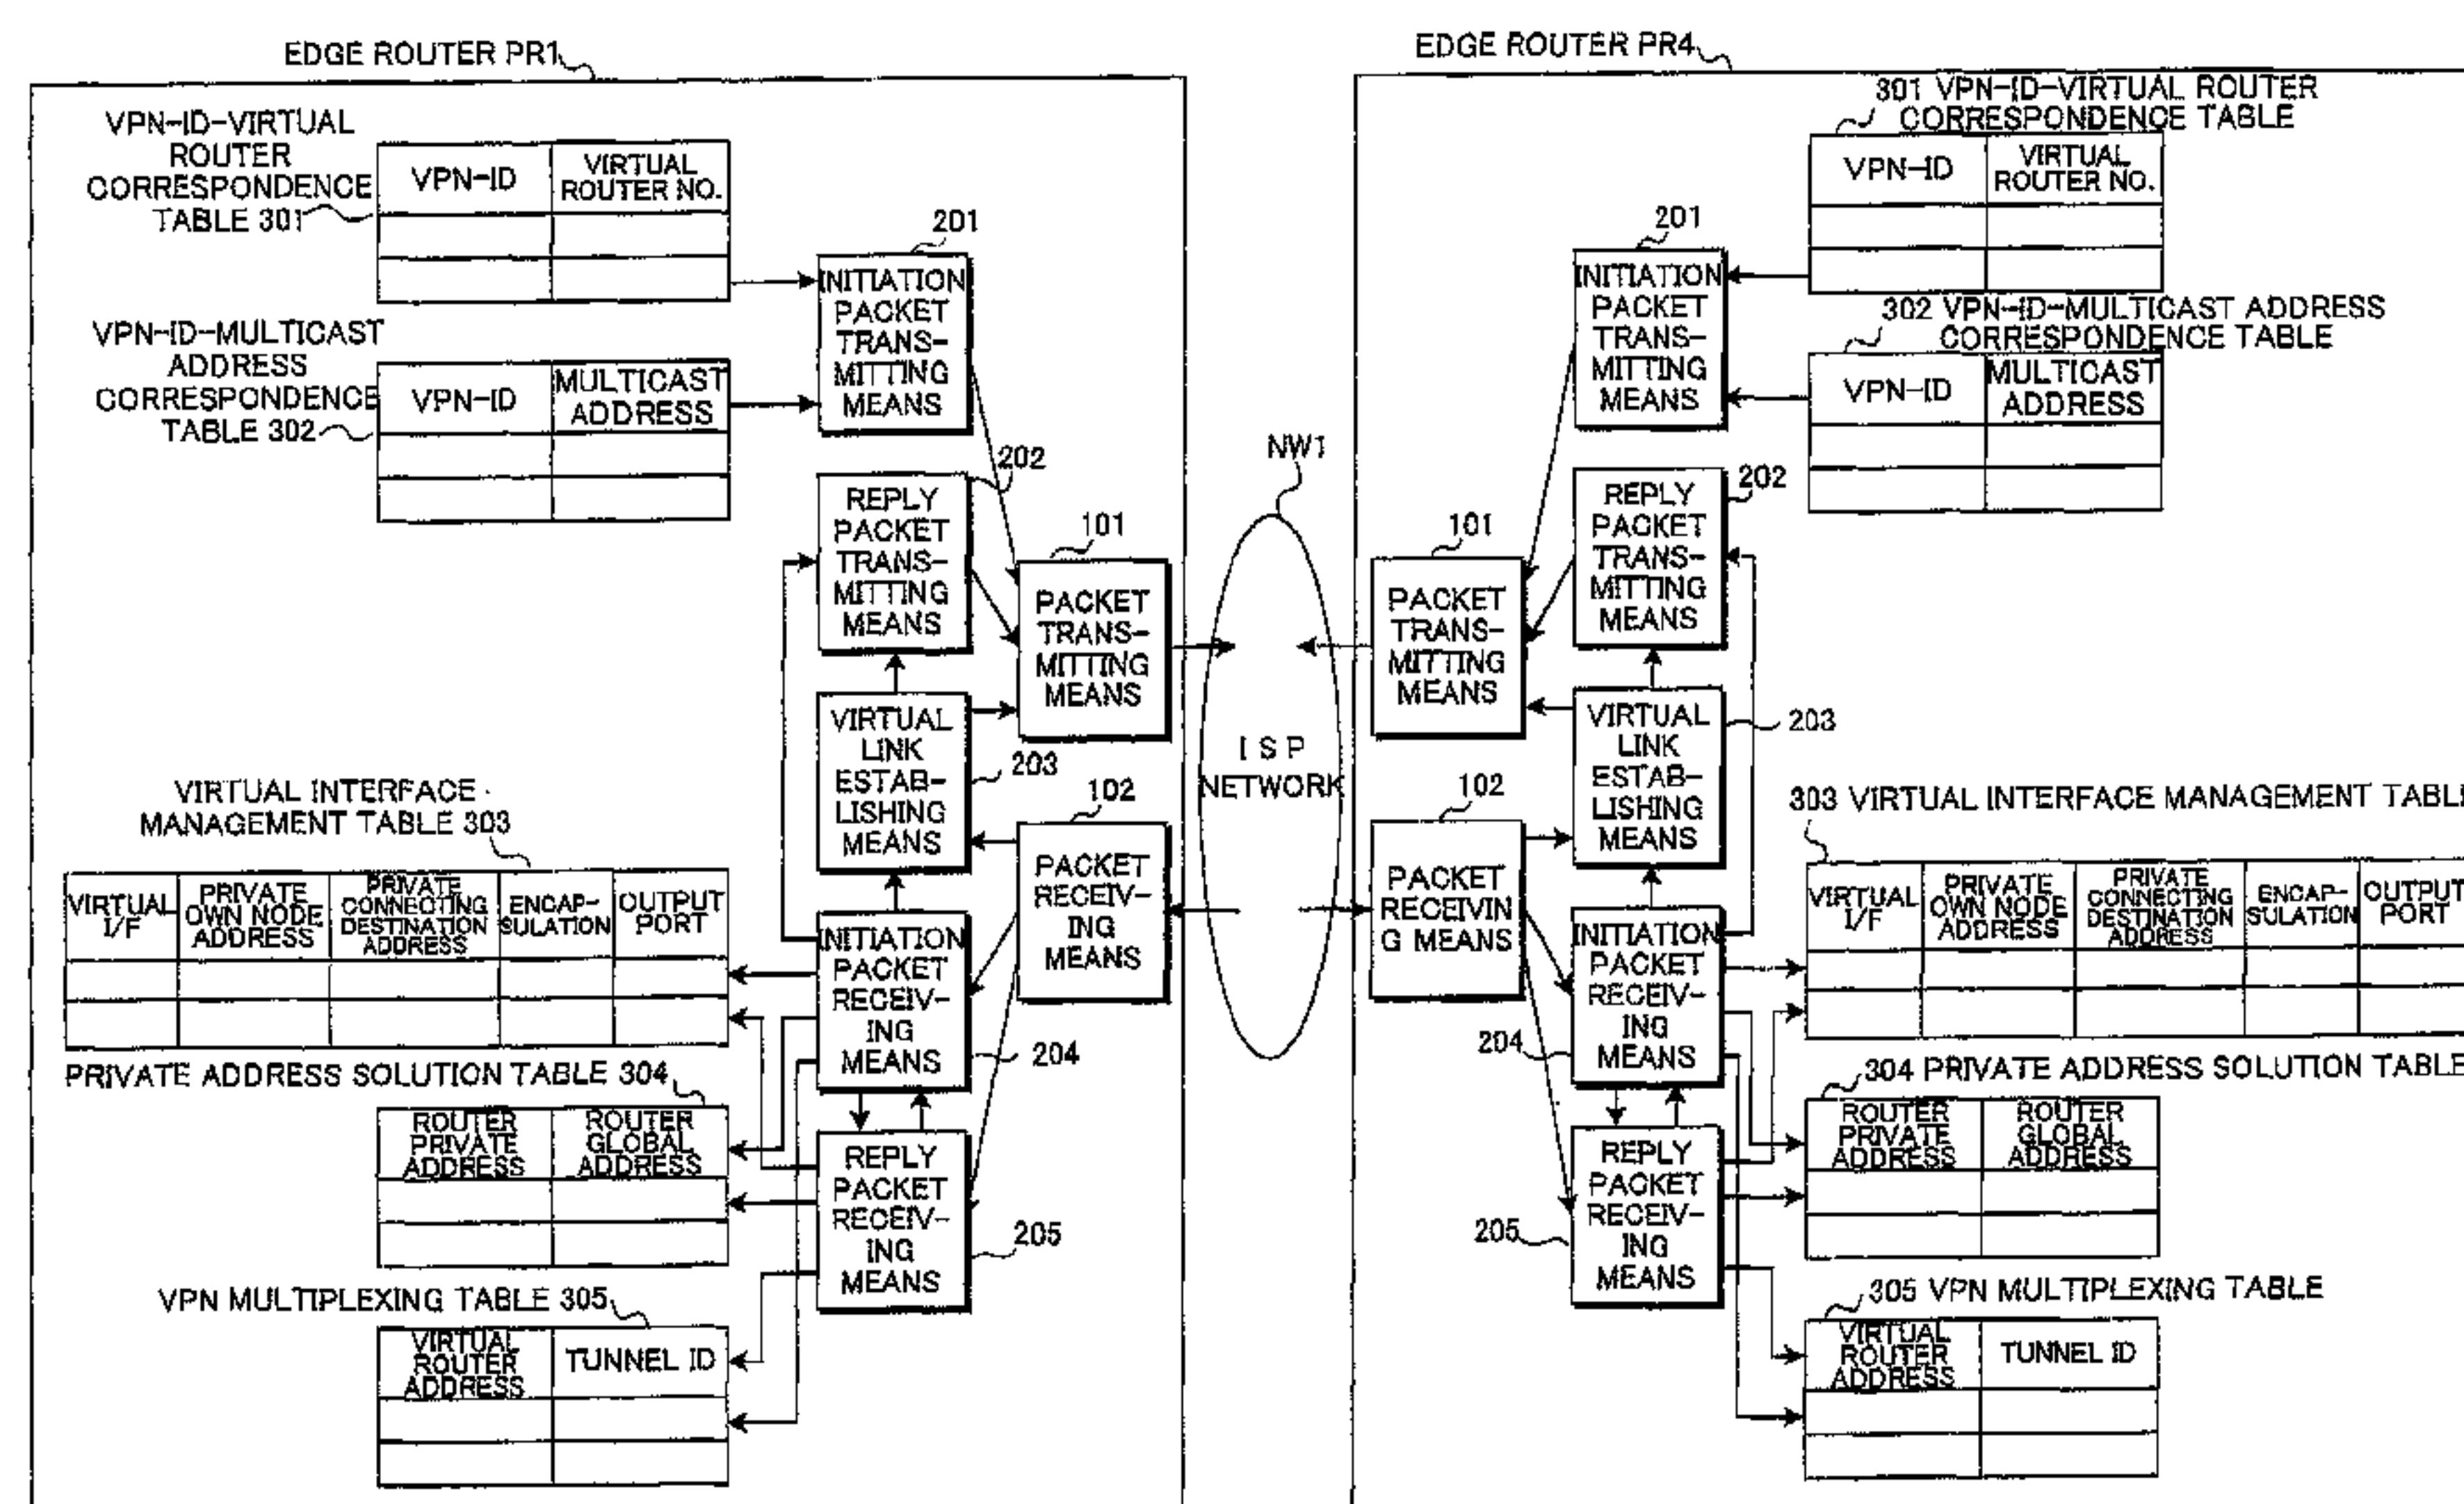 EDGE ROUTER PR1
VPN-ID-VIRTUAL
ROUTER
CORRESPONDENCE
TABLE 301
VPN-ID
VIRTUAL
ROUTER NO.
VPN-ID-MULTICAST
ADDRESS
CORRESPONDENCE
TABLE 302
VPN-ID
MULTICAST
ADDRESS
201
INITIATION
PACKET
TRANS-
MITTING
MEANS
202
REPLY
PACKET
TRANS-
MITTING
MEANS
101
PACKET
TRANS-
MITTING
MEANS
203
VIRTUAL
LINK
ESTAB-
LISHING
MEANS
102
PACKET
RECEIV-
ING
MEANS
VIRTUAL INTERFACE
MANAGEMENT TABLE 303
VIRTUAL
I/F
PRIVATE
OWN NODE
ADDRESS
PRIVATE
CONNECTING
DESTINATION
ADDRESS
ENCAP-
SULATION
OUTPUT
PORT
INITIATION
PACKET
RECEIV-
ING
MEANS
204
PRIVATE ADDRESS SOLUTION TABLE 304
ROUTER
PRIVATE
ADDRESS
ROUTER
GLOBAL
ADDRESS
REPLY
PACKET
RECEIV-
ING
MEANS
205
VPN MULTIPLEXING TABLE 305
VIRTUAL
ROUTER
ADDRESS
TUNNEL ID
NW1
ISP
NETWORK
EDGE ROUTER PR4
301 VPN-ID-VIRTUAL ROUTER
CORRESPONDENCE TABLE
VPN-ID
VIRTUAL
ROUTER NO.
302 VPN-ID-MULTICAST ADDRESS
CORRESPONDENCE TABLE
VPN-ID
MULTICAST
ADDRESS
201
INITIATION
PACKET
TRANS-
MITTING
MEANS
202
REPLY
PACKET
TRANS-
MITTING
MEANS
101
PACKET
TRANS-
MITTING
MEANS
203
VIRTUAL
LINK
ESTAB-
LISHING
MEANS
102
PACKET
RECEIVIN
G MEANS
303 VIRTUAL INTERFACE MANAGEMENT TABLE
VIRTUAL
I/F
PRIVATE
OWN NODE
ADDRESS
PRIVATE
CONNECTING
DESTINATION
ADDRESS
ENCAP-
SULATION
OUTPUT
PORT
INITIATION
PACKET
RECEIV-
ING
MEANS
204
304 PRIVATE ADDRESS SOLUTION TABLE
ROUTER
PRIVATE
ADDRESS
ROUTER
GLOBAL
ADDRESS
REPLY
PACKET
RECEIV-
ING
MEANS
205
305 VPN MULTIPLEXING TABLE
VIRTUAL
ROUTER
ADDRESS
TUNNEL ID